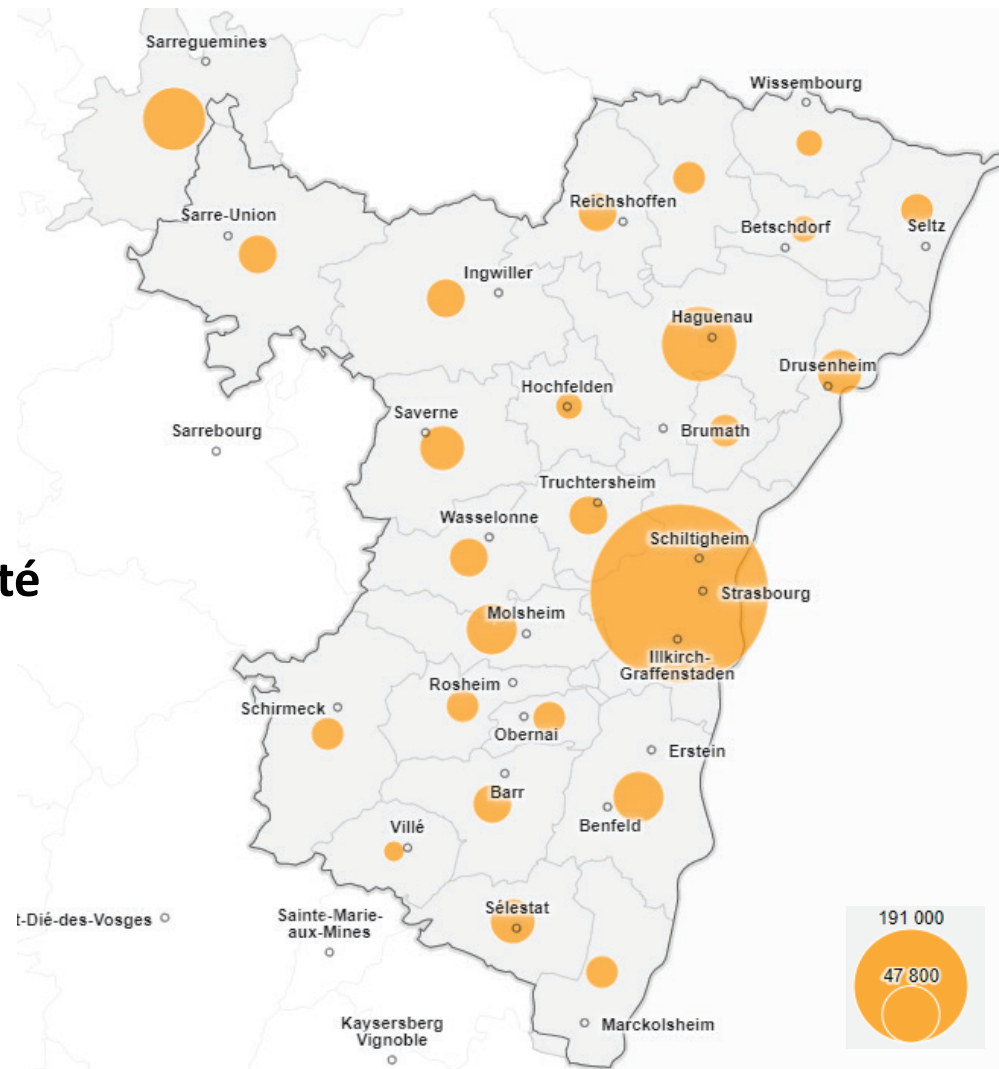 Sarreguemines
Wissembourg
Reichshoffen
Sarre-Union
Betschdorf
Seltz
Ingwiller
Haguenau
Drusenheim
Hochfelden
Saverne
Sarrebourg
Brumath
Truchtersheim
Wasselonne
Schiltigheim
té
Strasbourg
Molsheim
Illkirch-
Graffenstaden
Rosheim
Schirmeck
Obernai
Erstein
Barr
Benfeld
Villé
Sélestat
t-Dié-des-Vosges
Sainte-Marie-
aux-Mines
191 000
47 800
Marckolsheim
Kaysersberg
Vignoble